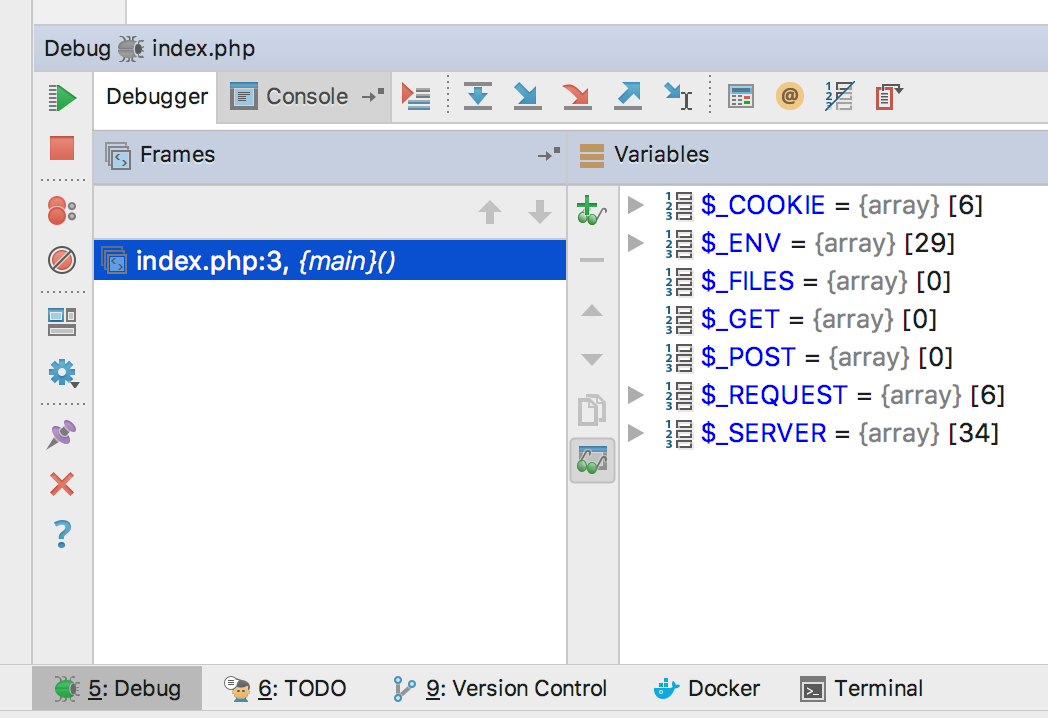 Debug index.php
Debugger Console
Frames Variables
$_COOKIE = {array} [6]
$_ENV = {array} [29]
index.php:3, {main}()
$_FILES = {array} [0]
$_GET = {array} [0]
$_POST = {array} [0]
$_REQUEST = {array} [6]
$_SERVER = {array} [34]
5: Debug 6: TODO 9: Version Control Docker Terminal